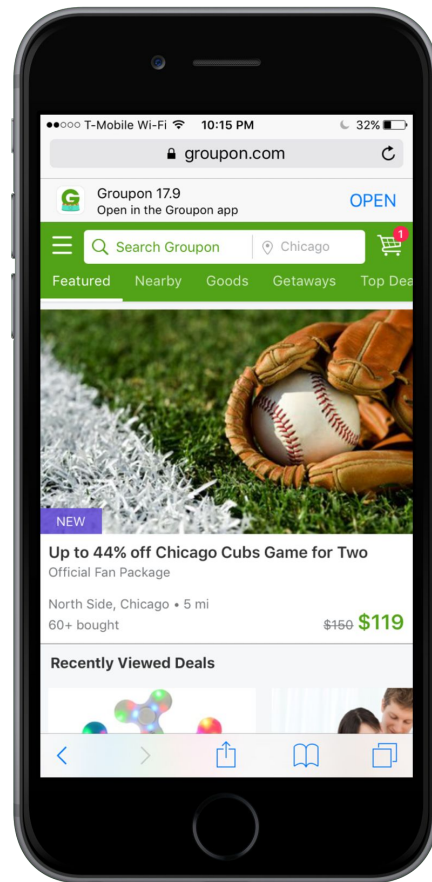 T-Mobile Wi-Fi 10:15 PM 32%
groupon.com
G
Groupon 17.9
Open in the Groupon app
OPEN
Search Groupon Chicago 1
Featured Nearby Goods Getaways Top Dea
NEW
Up to 44% off Chicago Cubs Game for Two
Official Fan Package
North Side, Chicago • 5 mi
60+ bought $150 $119
Recently Viewed Deals